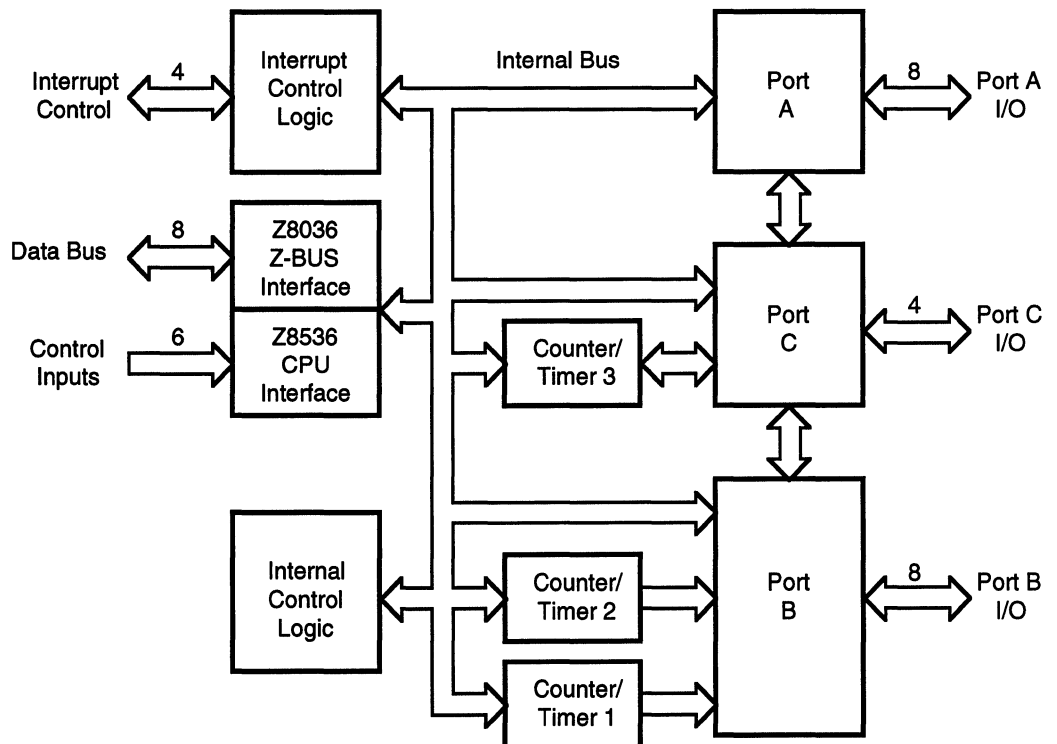 Interrupt
Control
4
Interrupt
Control
Logic
Internal Bus
Port
A
8
Port A
I/O
Data Bus
8
Z8036
Z-BUS
Interface
Control
Inputs
6
Z8536
CPU
Interface
Counter/
Timer 3
Port
C
4
Port C
I/O
Internal
Control
Logic
Counter/
Timer 2
Port
B
8
Port B
I/O
Counter/
Timer 1